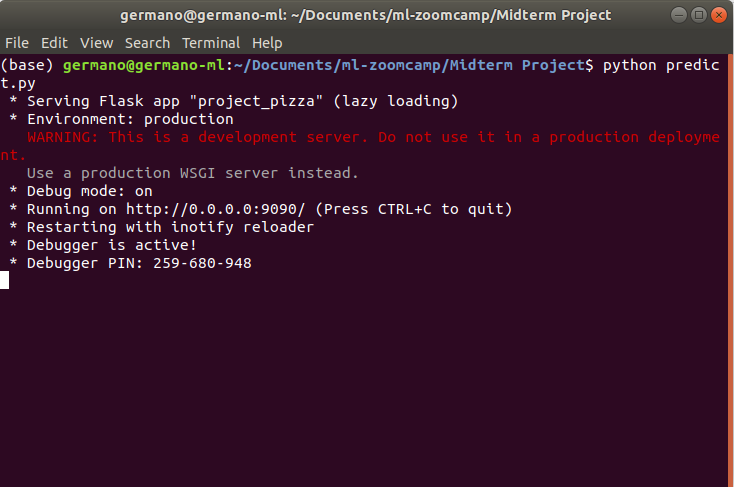 germano@germano-ml: ~/Documents/ml-zoomcamp/Midterm Project
File Edit View Search Terminal Help
(base) germano@germano-ml:~/Documents/ml-zoomcamp/Midterm Project$ python predic
t.py
 * Serving Flask app "project_pizza" (lazy loading)
 * Environment: production
   WARNING: This is a development server. Do not use it in a production deployme
nt.
   Use a production WSGI server instead.
 * Debug mode: on
 * Running on http://0.0.0.0:9090/ (Press CTRL+C to quit)
 * Restarting with inotify reloader
 * Debugger is active!
 * Debugger PIN: 259-680-948